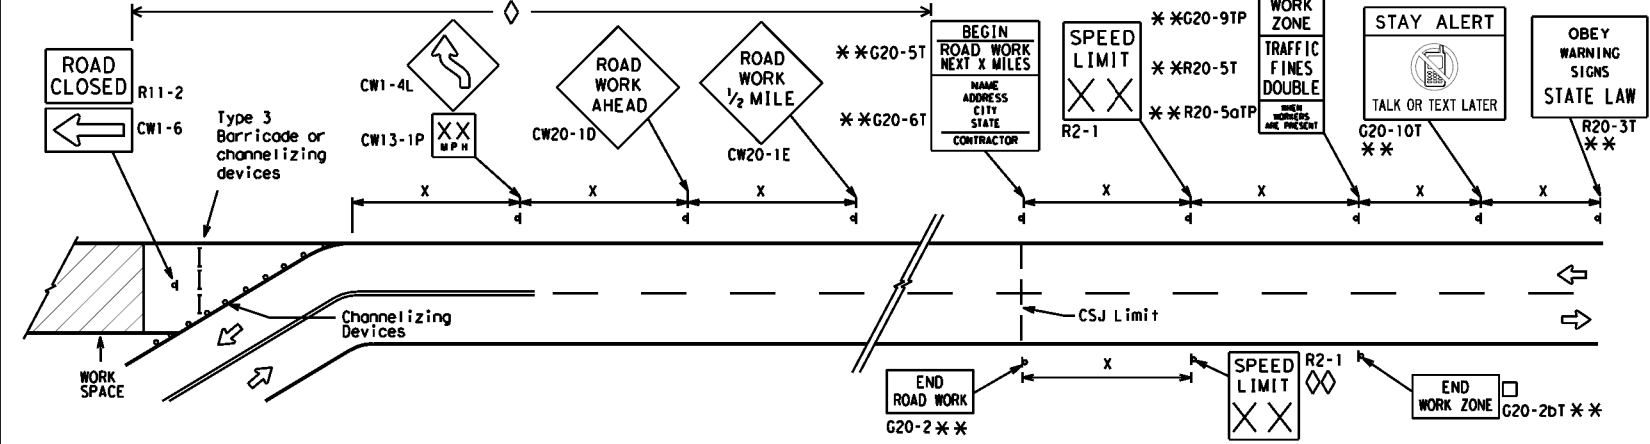 ROAD
CLOSED
R11-2
CW1-6
Type 3
Barricade or
channelizing
devices
CW1-4L
XX
MPH
CW13-1P
ROAD
WORK
AHEAD
CW20-1D
ROAD
WORK
1/2 MILE
CW20-1E
**G20-5T
**G20-6T
BEGIN
ROAD WORK
NEXT X MILES
NAME
ADDRESS
CITY
STATE
CONTRACTOR
SPEED
LIMIT
X X
R2-1
**G20-9TP
**R20-5T
**R20-5aTP
WORK
ZONE
TRAFFIC
FINES
DOUBLE
WHEN
WORKERS
ARE PRESENT
STAY ALERT
TALK OR TEXT LATER
G20-10T
**
OBEY
WARNING
SIGNS
STATE LAW
R20-3T
**
X X X X X X X
Channelizing
Devices
CSJ Limit
WORK
SPACE
END
ROAD WORK
G20-2**
X
SPEED
LIMIT
X X
R2-1
END
WORK ZONE
G20-2bT **